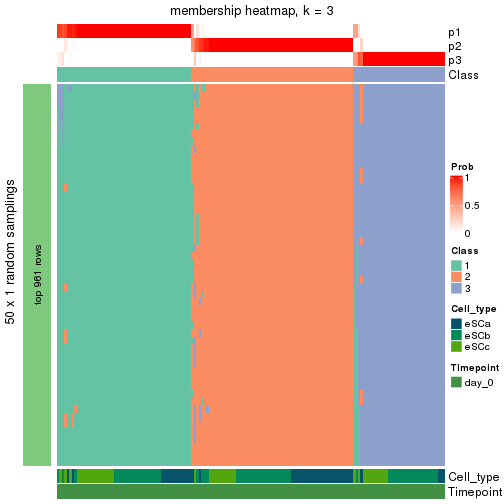 membership heatmap, k = 3
p1
p2
p3
Class
50 x 1 random samplings
top 961 rows
Prob
1
0.5
0
Class
1
2
3
Cell_type
eSCa
eSCb
eSCc
Timepoint
day_0
Cell_type
Timepoint